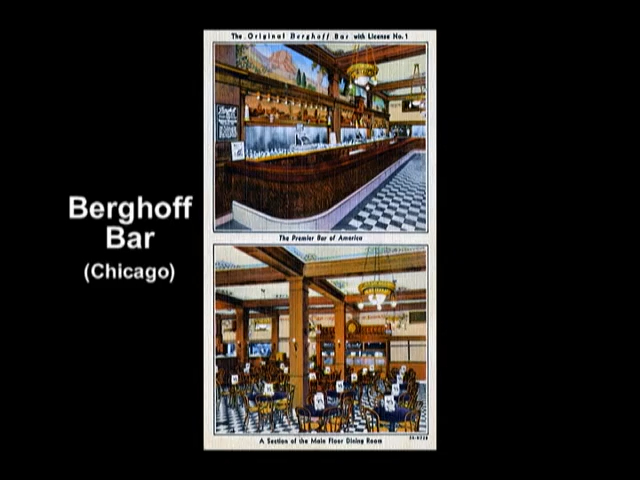 The Original Berghoff Bar with License No. 1
Berghoff
Bar
(Chicago)
The Premier Bar of America
A Section of the Main Floor Dining Room